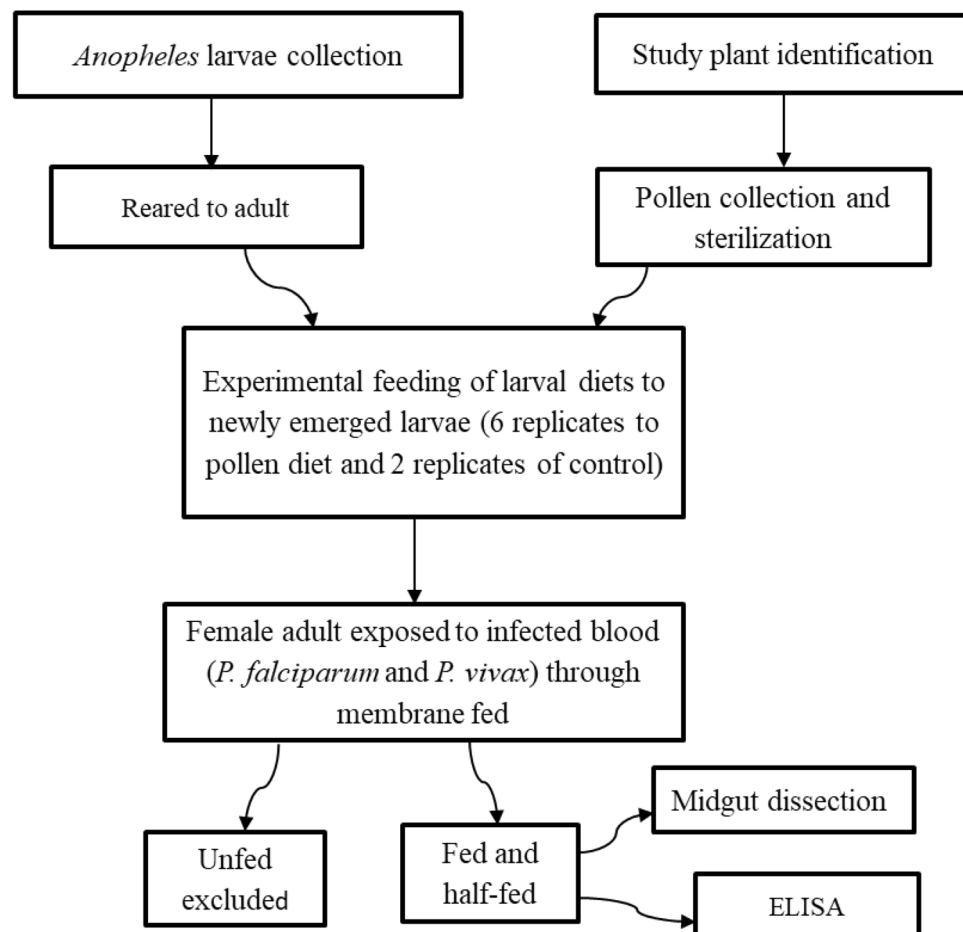 Anopheles larvae collection
Study plant identification
Reared to adult
Pollen collection and
sterilization
Experimental feeding of larval diets to
newly emerged larvae (6 replicates to
pollen diet and 2 replicates of control)
Female adult exposed to infected blood
(P. falciparum and P. vivax) through
membrane fed
Unfed
excluded
Fed and
half-fed
Midgut dissection
ELISA